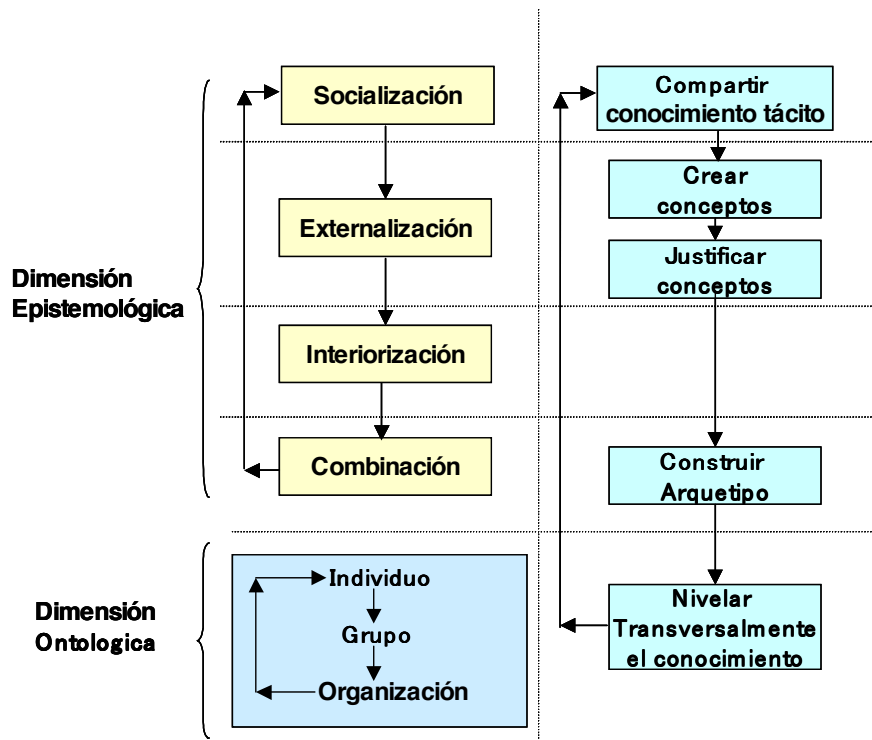 Socialización
Externalización
Dimensión
Epistemológica
Interiorización
Combinación
Dimensión
Ontologica
Individuo
Grupo
Organización
Compartir
conocimiento tácito
Crear
conceptos
Justificar
conceptos
Construir
Arquetipo
Nivelar
Transversalmente
el conocimiento